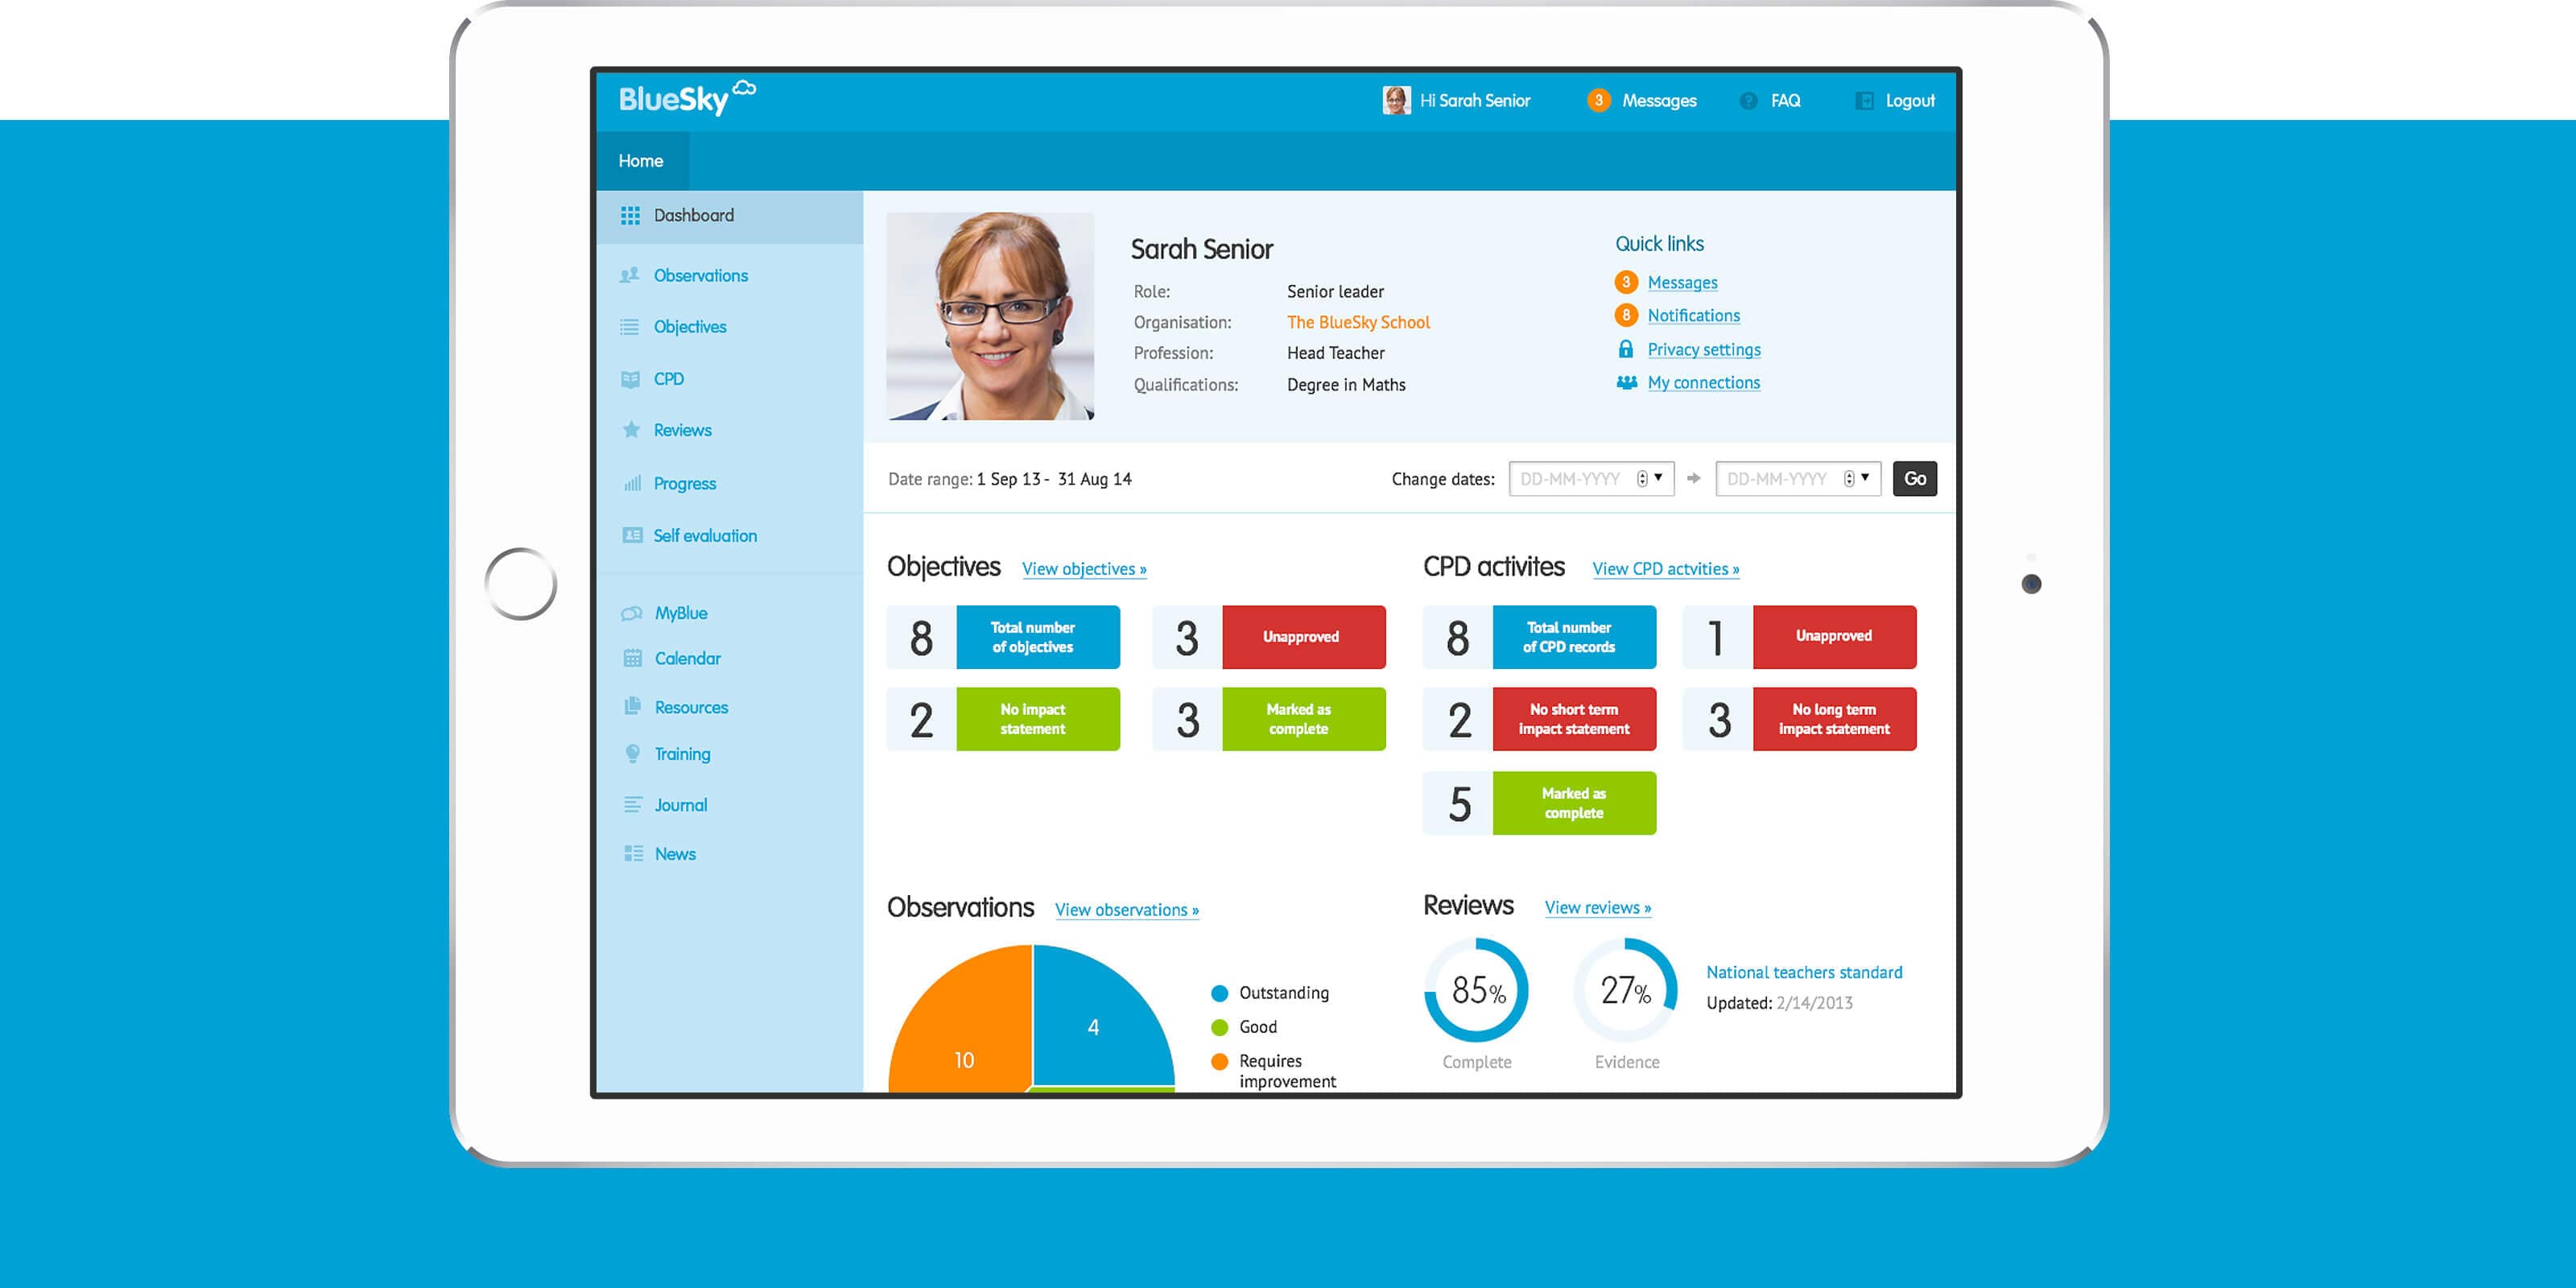 BlueSky
Hi Sarah Senior
3 Messages
? FAQ
Logout
Home
Dashboard
Observations
Objectives
CPD
Reviews
Progress
Self evaluation
MyBlue
Calendar
Resources
Training
Journal
News
Sarah Senior
Role: Senior leader
Organisation: The BlueSky School
Profession: Head Teacher
Qualifications: Degree in Maths
Quick links
3 Messages
8 Notifications
Privacy settings
My connections
Date range: 1 Sep 13 - 31 Aug 14
Change dates: DD-MM-YYYY DD-MM-YYYY Go
Objectives View objectives »
8 Total number
of objectives
3 Unapproved
2 No impact
statement
3 Marked as
complete
CPD activites View CPD actvities »
8 Total number
of CPD records
1 Unapproved
2 No short term
impact statement
3 No long term
impact statement
5 Marked as
complete
Observations View observations »
10
4
Outstanding
Good
Requires
improvement
Reviews View reviews »
85%
Complete
27%
Evidence
National teachers standard
Updated: 2/14/2013